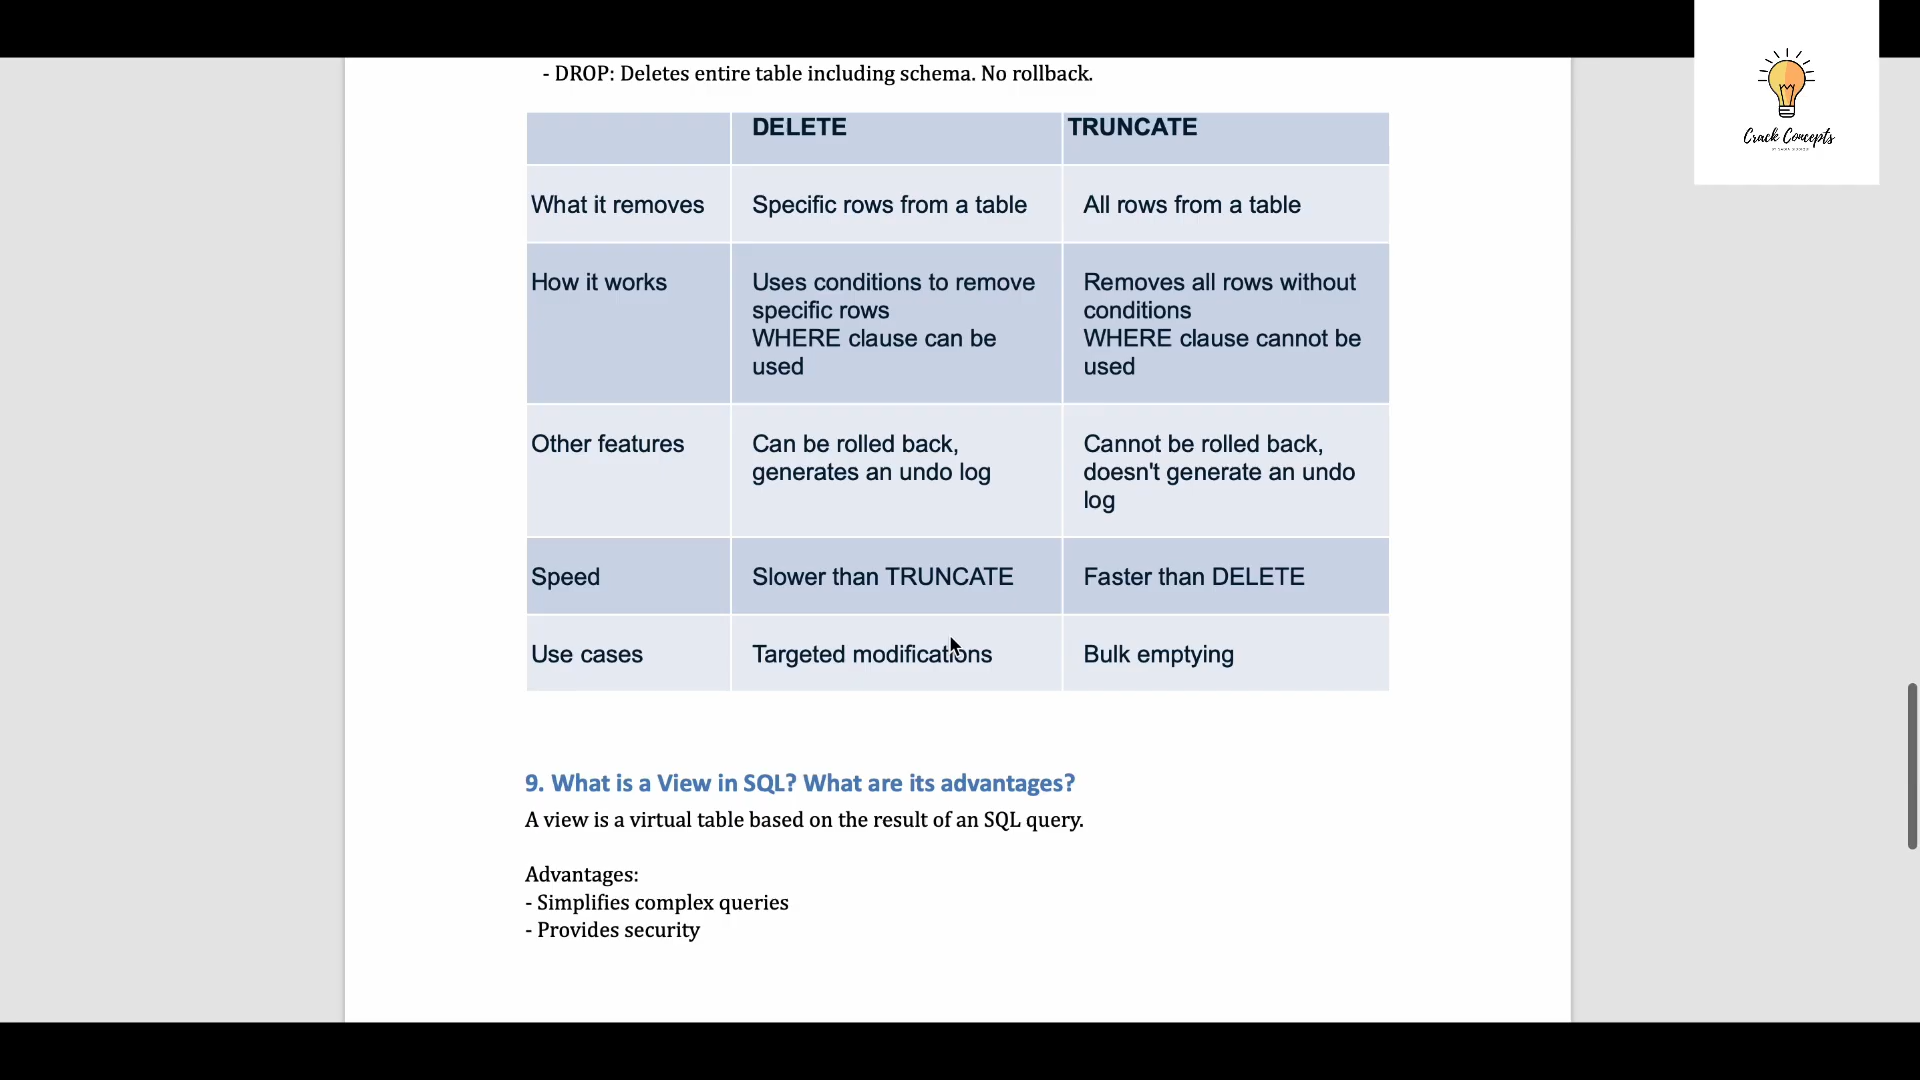 - DROP: Deletes entire table including schema. No rollback.
DELETE TRUNCATE
What it removes Specific rows from a table All rows from a table
How it works Uses conditions to remove Removes all rows without
specific rows conditions
WHERE clause can be WHERE clause cannot be
used used
Other features Can be rolled back, Cannot be rolled back,
generates an undo log doesn't generate an undo
log
Speed Slower than TRUNCATE Faster than DELETE
Use cases Targeted modifications Bulk emptying
9. What is a View in SQL? What are its advantages?
A view is a virtual table based on the result of an SQL query.
Advantages:
- Simplifies complex queries
- Provides security
Crack Concepts